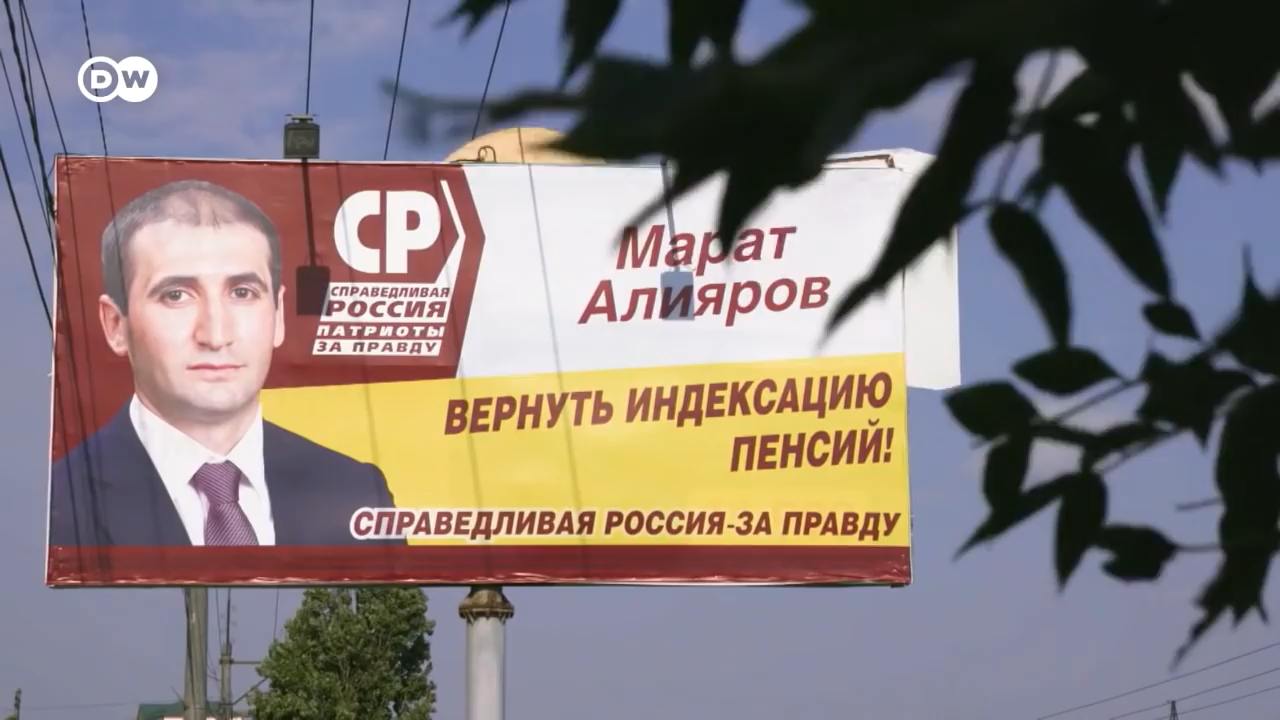 DW
СР
СПРАВЕДЛИВАЯ
РОССИЯ
ПАТРИОТЫ
ЗА ПРАВДУ
Марат
Алияров
ВЕРНУТЬ ИНДЕКСАЦИЮ
ПЕНСИЙ!
СПРАВЕДЛИВАЯ РОССИЯ-ЗА ПРАВДУ